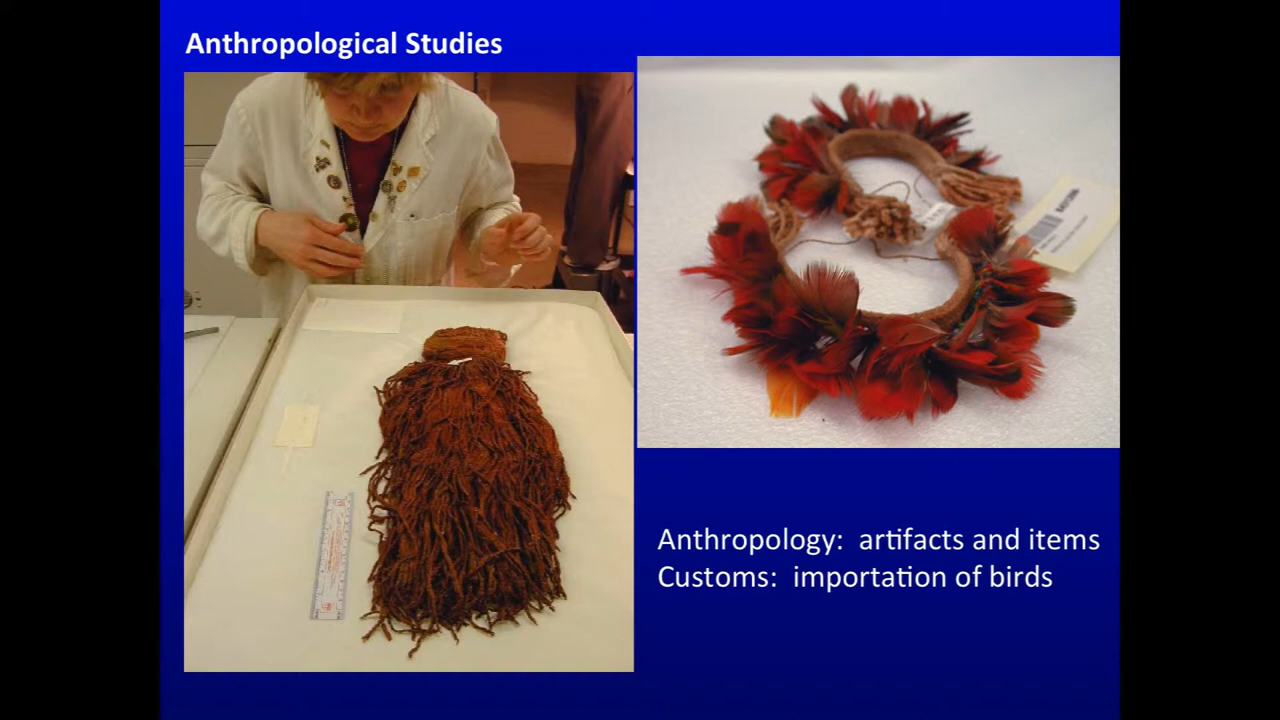 Anthropological Studies
Anthropology: artifacts and items
Customs: importation of birds